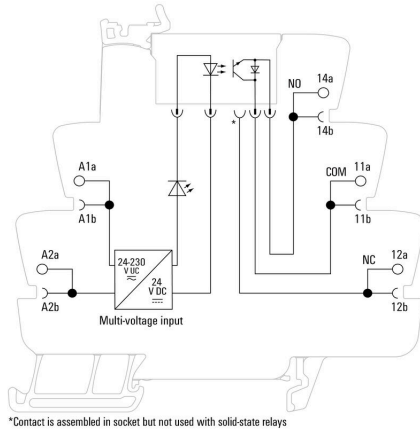 NO
14a
14b
*
COM
11a
11b
A1a
A1b
A2a
A2b
24-230
V UC
24
V DC
Multi-voltage input
NC
12a
12b
*Contact is assembled in socket but not used with solid-state relays